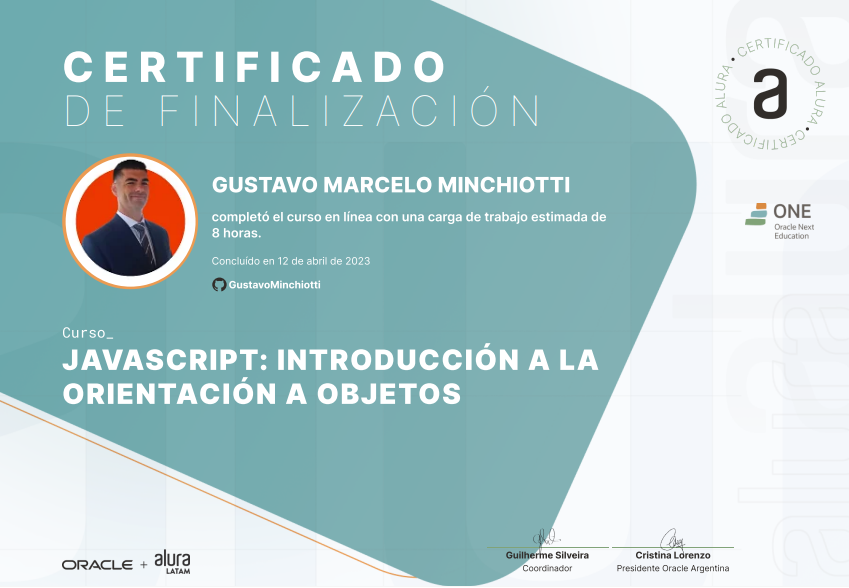 CERTIFICADO
DE FINALIZACIÓN
CERTIFICADO ALURA • CERTIFICADO ALURA •
a
GUSTAVO MARCELO MINCHIOTTI
completó el curso en línea con una carga de trabajo estimada de
8 horas.
Concluído en 12 de abril de 2023
GustavoMinchiotti
ONE
Oracle Next
Education
Curso_
JAVASCRIPT: INTRODUCCIÓN A LA
ORIENTACIÓN A OBJETOS
ORACLE + alura
LATAM
Guilherme Silveira
Coordinador
Cristina Lorenzo
Presidente Oracle Argentina
alura